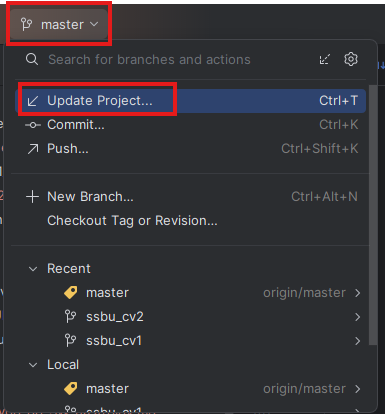 master
Search for branches and actions
Update Project... Ctrl+T
Commit... Ctrl+K
Push... Ctrl+Shift+K
New Branch... Ctrl+Alt+N
Checkout Tag or Revision...
Recent
master origin/master
ssbu_cv2
ssbu_cv1
Local
master origin/master
ssbu_cv1